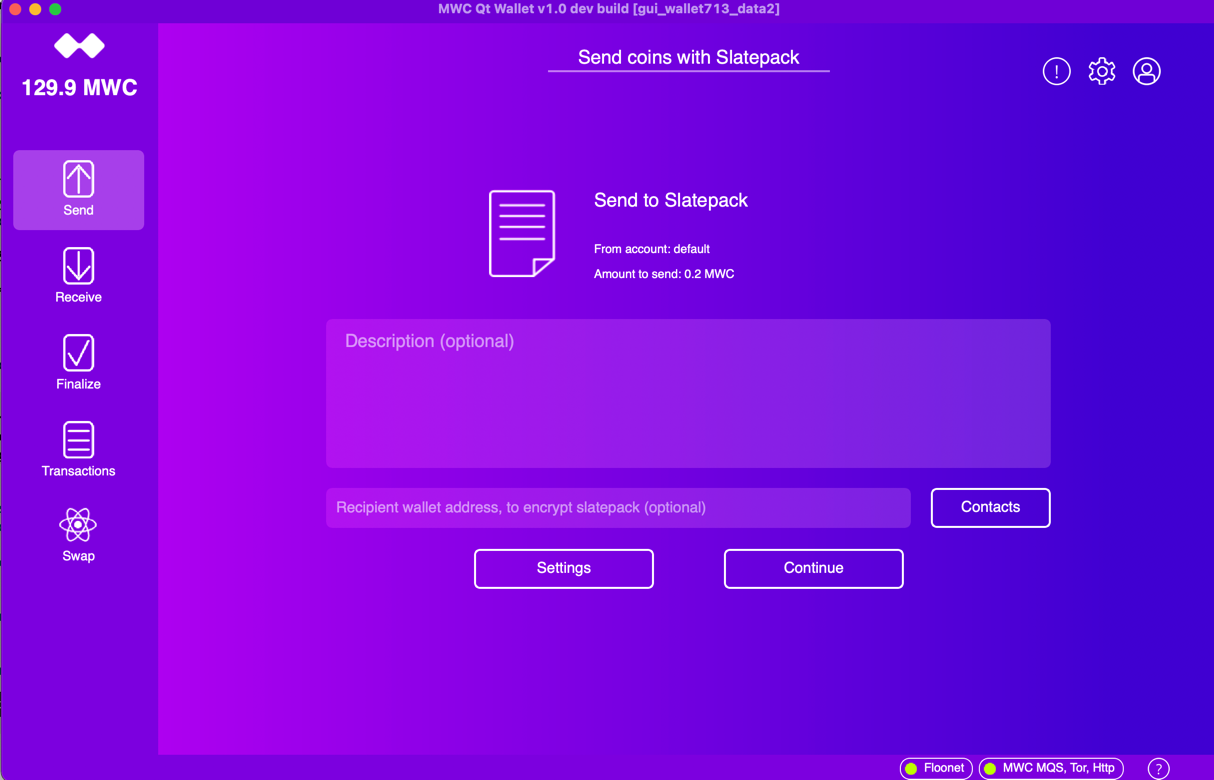 MWC Qt Wallet v1.0 dev build [gui_wallet713_data2]
129.9 MWC
Send coins with Slatepack
!
Send
Receive
Finalize
Transactions
Swap
Send to Slatepack
From account: default
Amount to send: 0.2 MWC
Description (optional)
Recipient wallet address, to encrypt slatepack (optional)
Contacts
Settings
Continue
Floonet
MWC MQS, Tor, Http
?